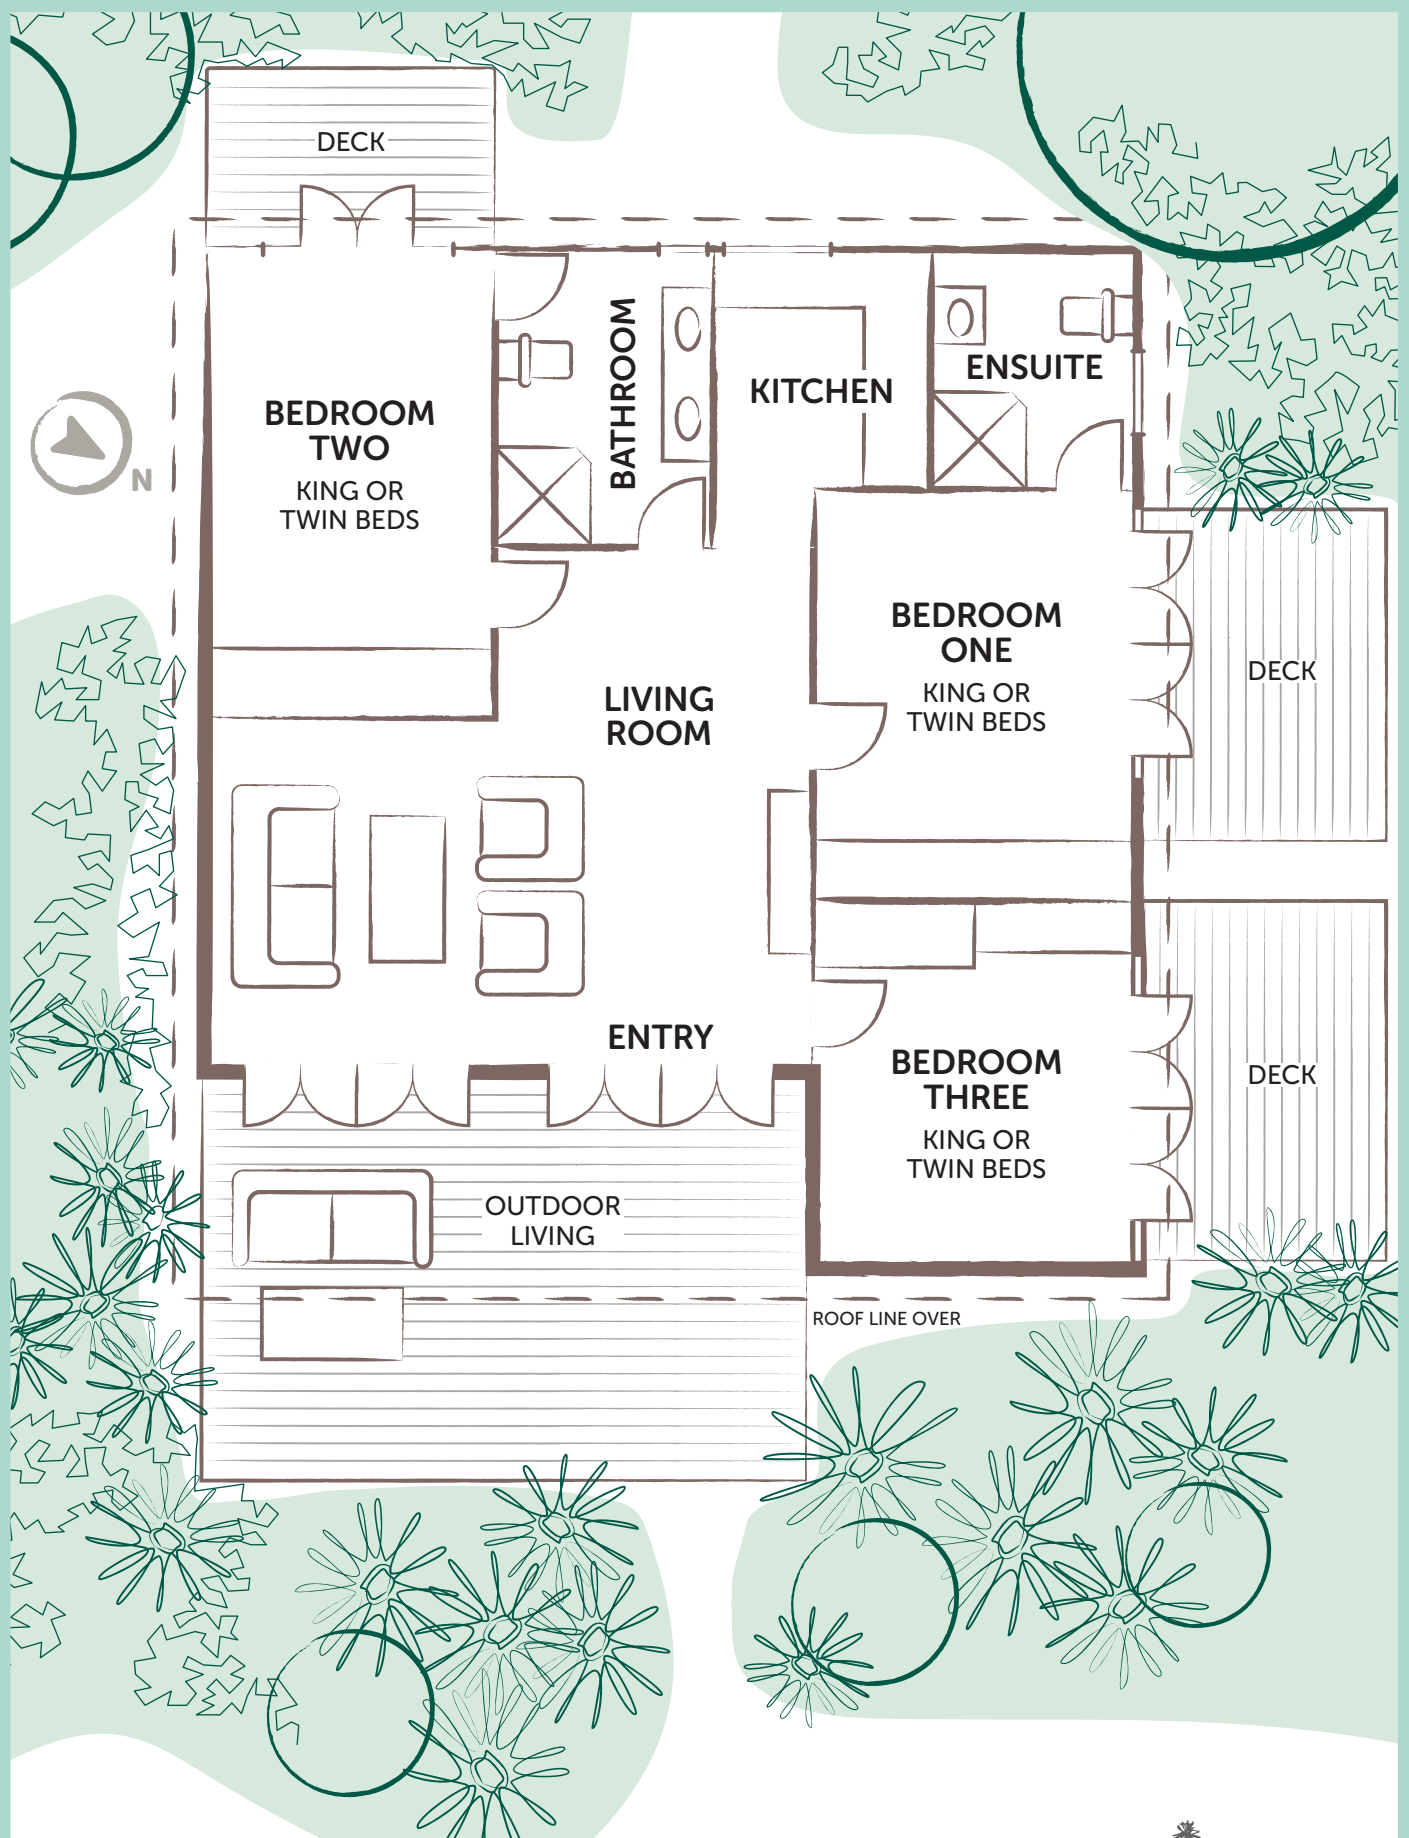 DECK
BEDROOM
TWO
KING OR
TWIN BEDS
BATHROOM
KITCHEN
ENSUITE
N
BEDROOM
ONE
KING OR
TWIN BEDS
DECK
LIVING
ROOM
ENTRY
BEDROOM
THREE
KING OR
TWIN BEDS
DECK
OUTDOOR
LIVING
ROOF LINE OVER